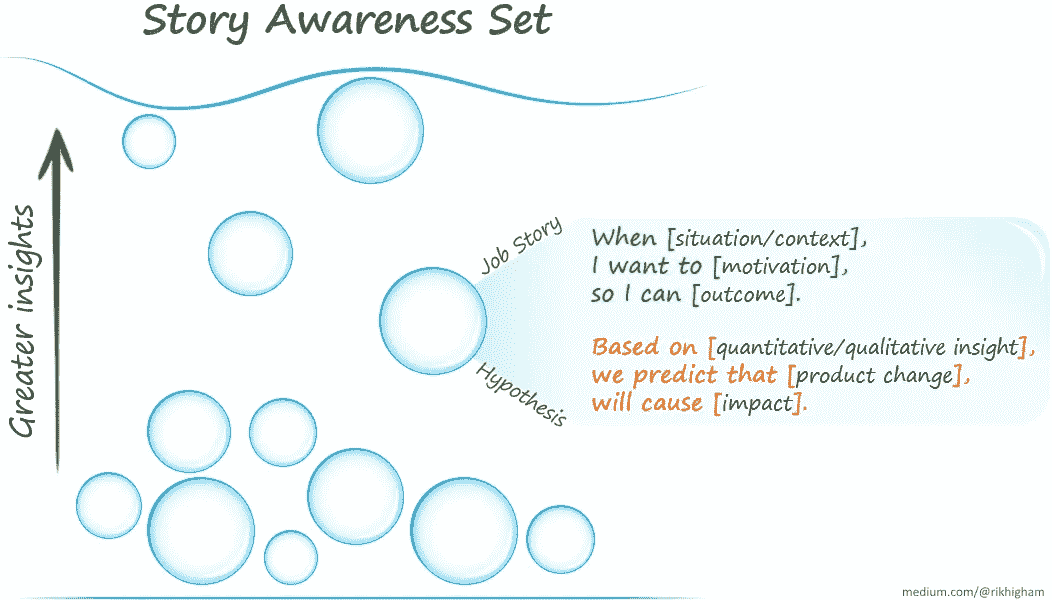 Story Awareness Set
Greater insights
Job Story
When [situation/context],
I want to [motivation],
so I can [outcome].
Hypothesis
Based on [quantitative/qualitative insight],
we predict that [product change],
will cause [impact].
medium.com/@rikhigham